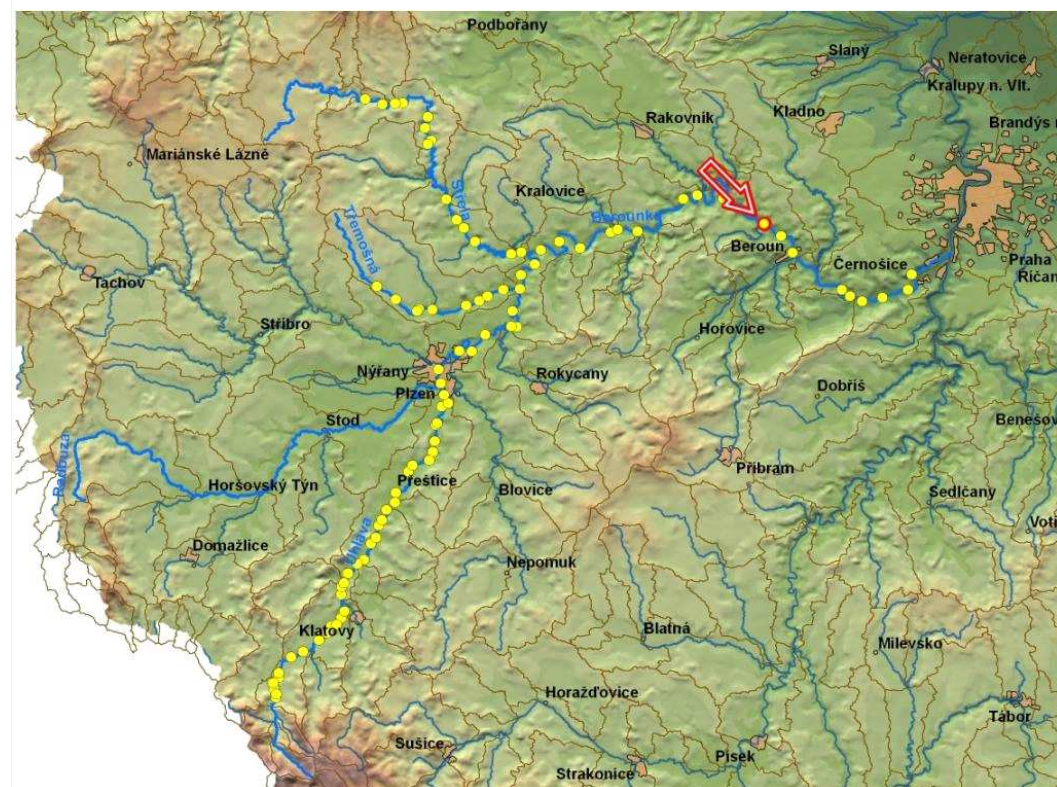 Podbořany
Slaný
Neratovice
Kralupy n. Vlt.
Kladno
Rakovník
Brandýs n
Mariánské Lázně
Kralovice
Střela
Berounka
Třemošná
Beroun
Černošice
Praha
Říčan
Tachov
Stříbro
Hořovice
Nýřany
Rokycany
Dobříš
Plzeň
Stod
Benešov
Radbuza
Přeštice
Příbram
Horšovský Týn
Blovice
Sedlčany
Voti
Úhlava
Domažlice
Nepomuk
Klatovy
Blatná
Milevsko
Horažďovice
Tábor
Sušice
Písek
Strakonice